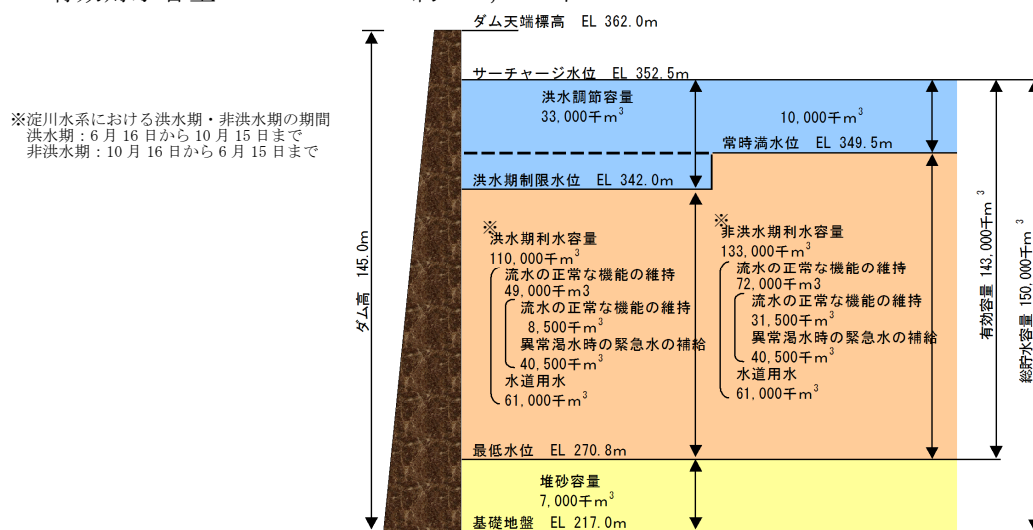 ダム天端標高 EL 362.0m
サーチャージ水位 EL 352.5m
洪水調節容量
33,000千m³
10,000千m³
常時満水位 EL 349.5m
※淀川水系における洪水期・非洪水期の期間
洪水期：6月16日から10月15日まで
非洪水期：10月16日から6月15日まで
洪水期制限水位 EL 342.0m
※
洪水期利水容量
110,000千m³
流水の正常な機能の維持
49,000千m3
流水の正常な機能の維持
8,500千m³
異常渇水時の緊急水の補給
40,500千m³
水道用水
61,000千m³
※
非洪水期利水容量
133,000千m³
流水の正常な機能の維持
72,000千m3
流水の正常な機能の維持
31,500千m³
異常渇水時の緊急水の補給
40,500千m³
水道用水
61,000千m³
ダム高 145.0m
有効容量 143,000千m³
総貯水容量 150,000千m³
最低水位 EL 270.8m
堆砂容量
7,000千m³
基礎地盤 EL 217.0m